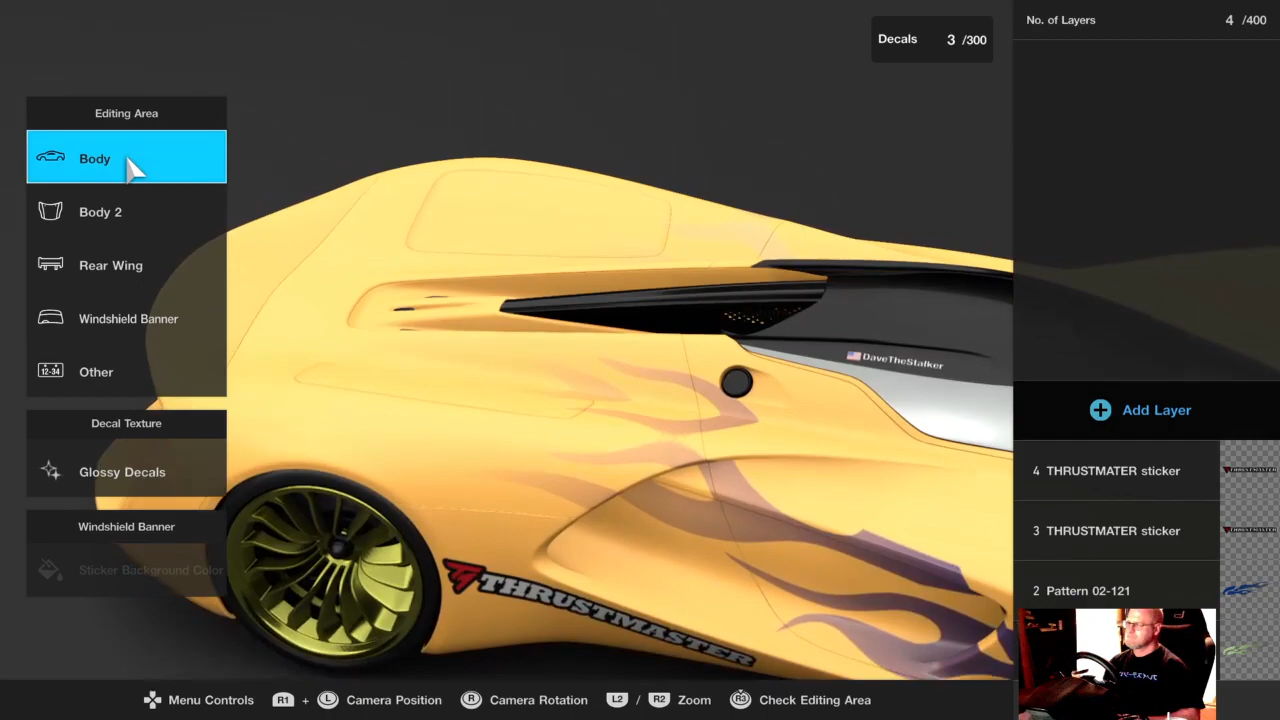 Decals 3 /300
No. of Layers 4 /400
Editing Area
Body
Body 2
Rear Wing
Windshield Banner
12-34 Other
Decal Texture
Glossy Decals
Windshield Banner
Sticker Background Color
DaveTheStalker
THRUSTMASTER
Add Layer
4 THRUSTMATER sticker
3 THRUSTMATER sticker
2 Pattern 02-121
Menu Controls
R1 + L Camera Position
R Camera Rotation
L2 / R2 Zoom
R3 Check Editing Area